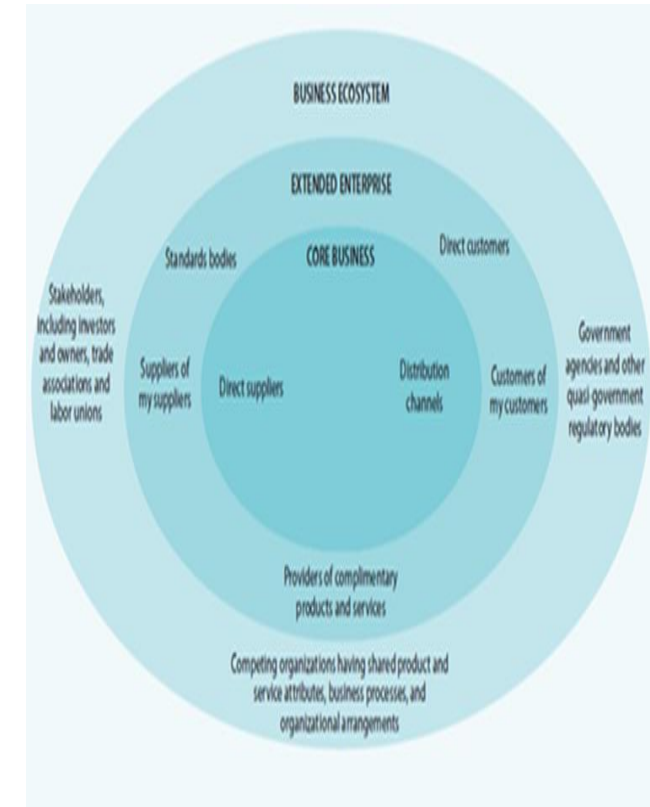 BUSINESS ECOSYSTEM
EXTENDED ENTERPRISE
Standards bodies
CORE BUSINESS
Direct customers
Stakeholders,
including investors
and owners, trade
associations and
labor unions
Suppliers of
my suppliers
Direct suppliers
Distribution
channels
Customers of
my customers
Government
agencies and other
quasi-government
regulatory bodies
Providers of complimentary
products and services
Competing organizations having shared product and
service attributes, business processes, and
organizational arrangements